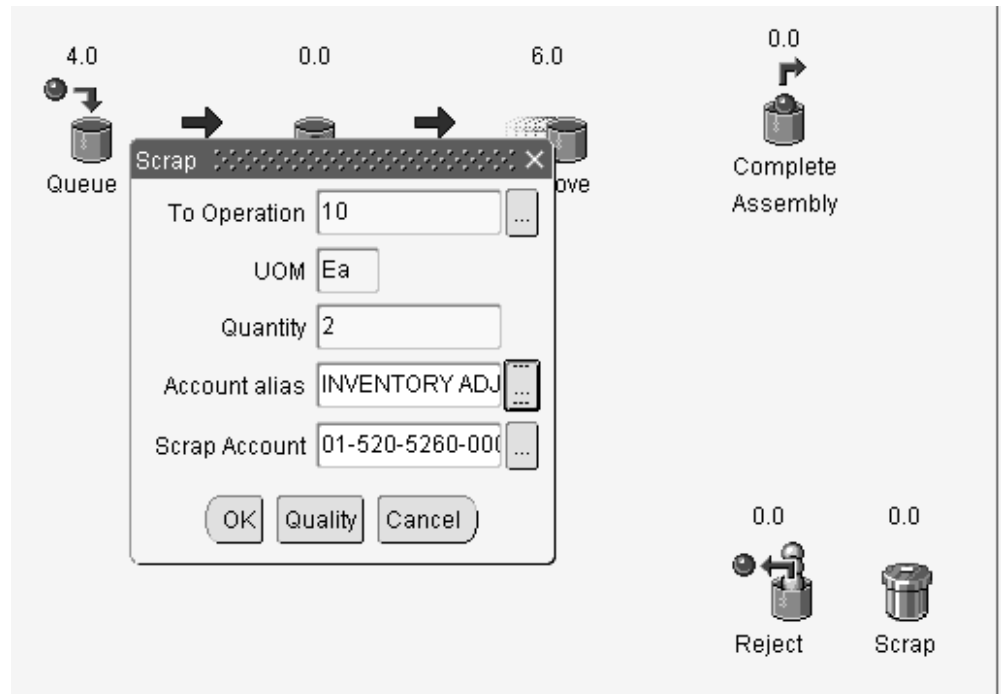 4.0
0.0
6.0
0.0
Queue
ove
Complete
Assembly
Scrap
To Operation 10 ...
UOM Ea
Quantity 2
Account alias INVENTORY ADJ ...
Scrap Account 01-520-5260-000 ...
OK Quality Cancel
0.0
0.0
Reject
Scrap